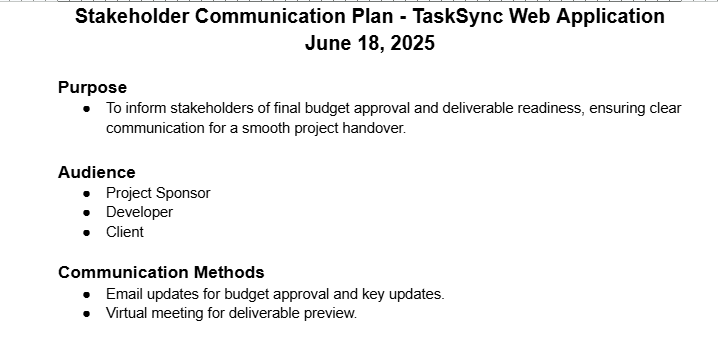 Stakeholder Communication Plan - TaskSync Web Application
June 18, 2025
Purpose
● To inform stakeholders of final budget approval and deliverable readiness, ensuring clear
communication for a smooth project handover.
Audience
● Project Sponsor
● Developer
● Client
Communication Methods
● Email updates for budget approval and key updates.
● Virtual meeting for deliverable preview.